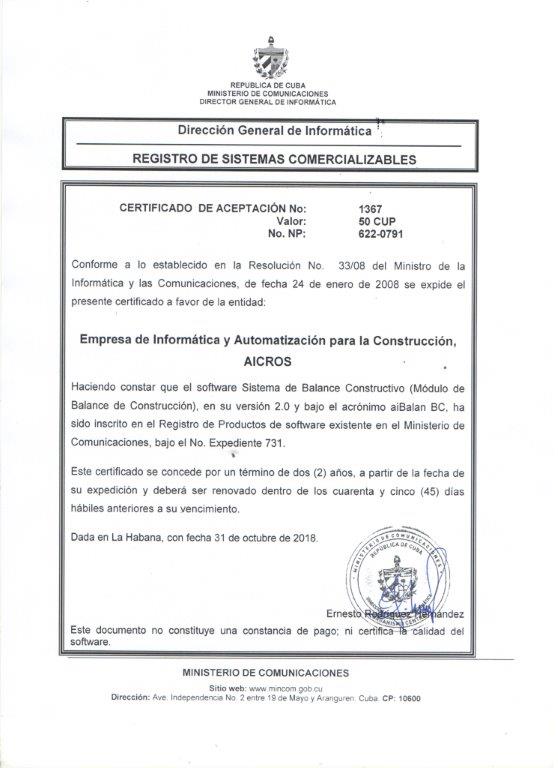 REPUBLICA DE CUBA
MINISTERIO DE COMUNICACIONES
DIRECTOR GENERAL DE INFORMÁTICA
Dirección General de Informática
REGISTRO DE SISTEMAS COMERCIALIZABLES
CERTIFICADO DE ACEPTACIÓN No: 1367
Valor: 50 CUP
No. NP: 622-0791
Conforme a lo establecido en la Resolución No. 33/08 del Ministro de la
Informática y las Comunicaciones, de fecha 24 de enero de 2008 se expide el
presente certificado a favor de la entidad:
Empresa de Informática y Automatización para la Construcción,
AICROS
Haciendo constar que el software Sistema de Balance Constructivo (Módulo de
Balance de Construcción), en su versión 2.0 y bajo el acrónimo aiBalan BC, ha
sido inscrito en el Registro de Productos de software existente en el Ministerio de
Comunicaciones, bajo el No. Expediente 731.
Este certificado se concede por un término de dos (2) años, a partir de la fecha de
su expedición y deberá ser renovado dentro de los cuarenta y cinco (45) días
hábiles anteriores a su vencimiento.
Dada en La Habana, con fecha 31 de octubre de 2018.
MINISTERIO DE COMUNICACIONES
REPUBLICA DE CUBA
Ernesto Rodríguez Hernández
Este documento no constituye una constancia de pago; ni certifica la calidad del
software.
MINISTERIO DE COMUNICACIONES
Sitio web: www.mincom.gob.cu
Dirección: Ave. Independencia No. 2 entre 19 de Mayo y Aranguren: Cuba. CP: 10600